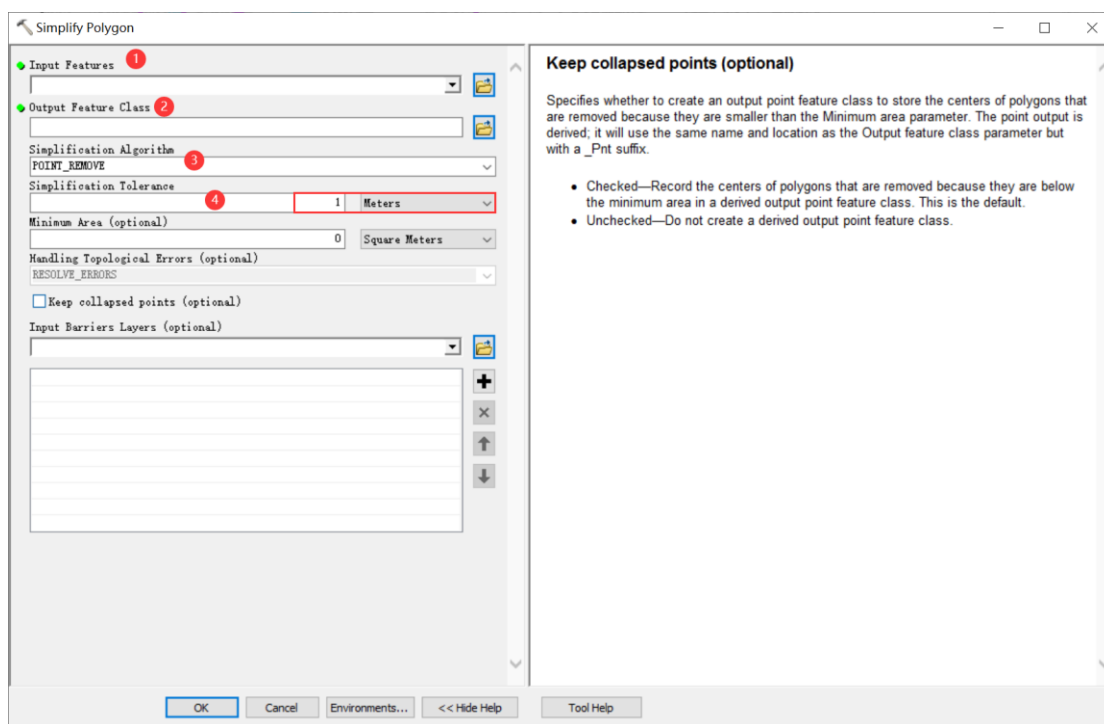 Simplify Polygon
Input Features 1
Output Feature Class 2
Simplification Algorithm 3
POINT_REMOVE
Simplification Tolerance
4 1 Meters
Minimum Area (optional)
0 Square Meters
Handling Topological Errors (optional)
RESOLVE_ERRORS
Keep collapsed points (optional)
Input Barriers Layers (optional)
Keep collapsed points (optional)
Specifies whether to create an output point feature class to store the centers of polygons that
are removed because they are smaller than the Minimum area parameter. The point output is
derived; it will use the same name and location as the Output feature class parameter but
with a _Pnt suffix.
• Checked—Record the centers of polygons that are removed because they are below
the minimum area in a derived output point feature class. This is the default.
• Unchecked—Do not create a derived output point feature class.
OK Cancel Environments... << Hide Help Tool Help